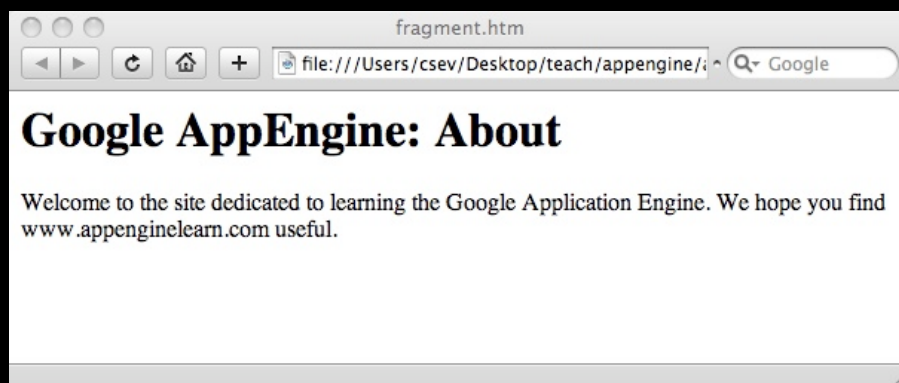 fragment.htm
file:///Users/csev/Desktop/teach/appengine/a
Google
Google AppEngine: About
Welcome to the site dedicated to learning the Google Application Engine. We hope you find
www.appenginelearn.com useful.